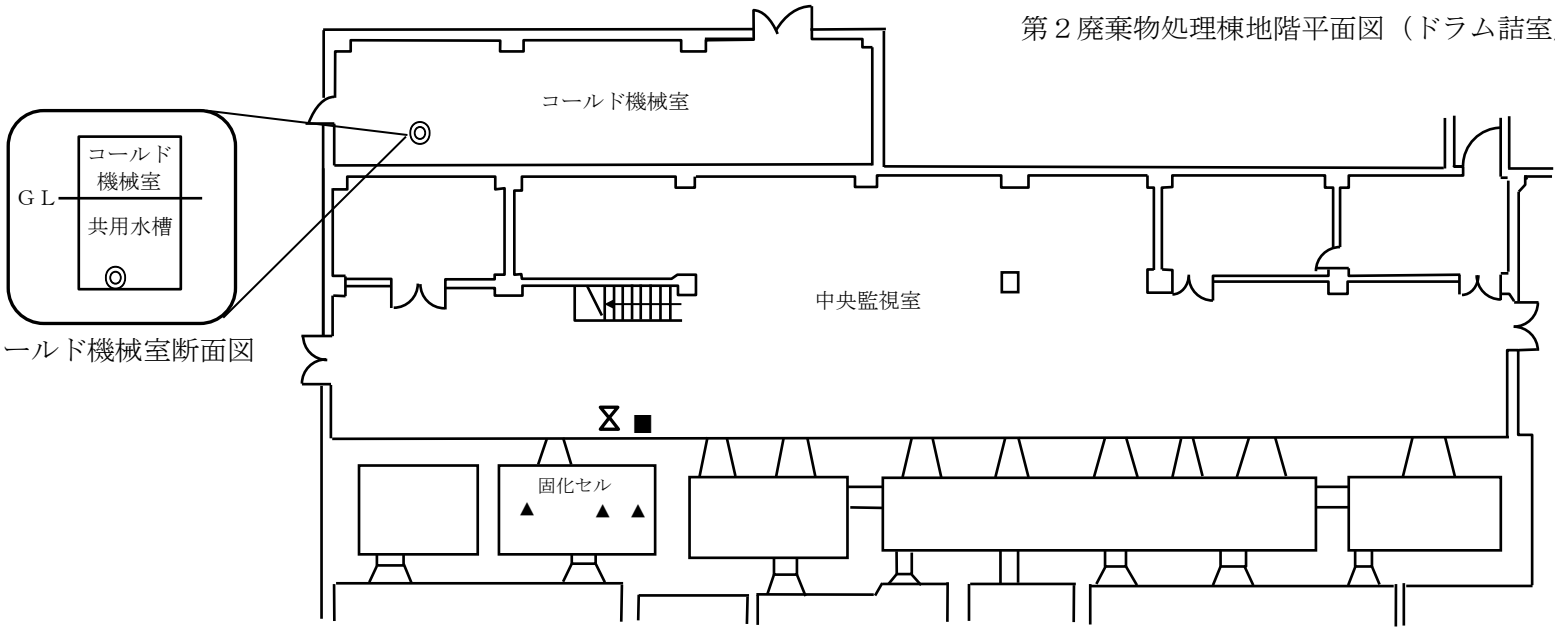 第２廃棄物処理棟地階平面図（ドラム詰室
コールド機械室
コールド
機械室
ＧＬ
共用水槽
ールド機械室断面図
中央監視室
固化セル